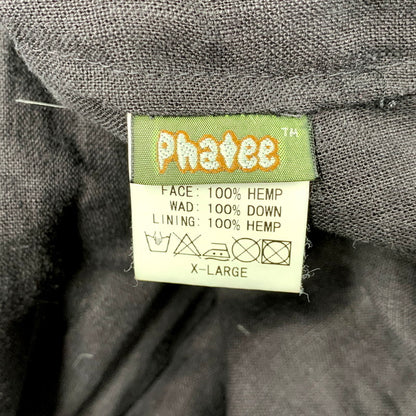 phatee TM
FACE: 100% HEMP
WAD: 100% DOWN
LINING: 100% HEMP
X-LARGE